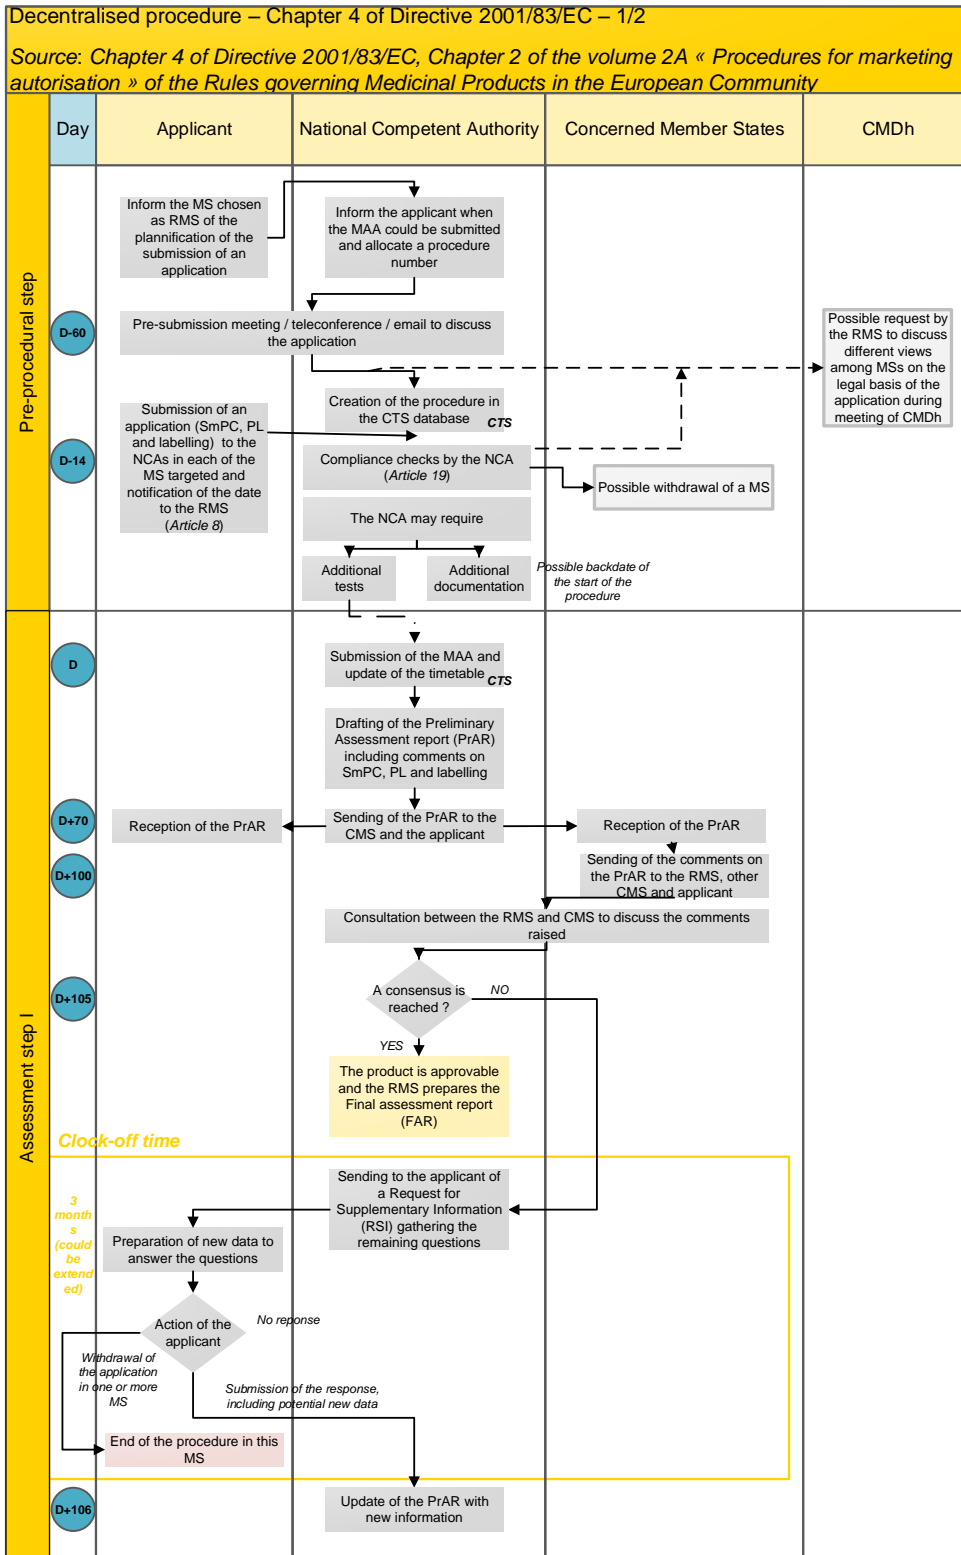 Decentralised procedure – Chapter 4 of Directive 2001/83/EC – 1/2
Source: Chapter 4 of Directive 2001/83/EC, Chapter 2 of the volume 2A « Procedures for marketing
autorisation » of the Rules governing Medicinal Products in the European Community
Day
Applicant
National Competent Authority
Concerned Member States
CMDh
Pre-procedural step
Inform the MS chosen
as RMS of the
plannification of the
submission of an
application
Inform the applicant when
the MAA could be submitted
and allocate a procedure
number
D-60
Pre-submission meeting / teleconference / email to discuss
the application
Possible request by
the RMS to discuss
different views
among MSs on the
legal basis of the
application during
meeting of CMDh
Creation of the procedure in
the CTS database
CTS
D-14
Submission of an
application (SmPC, PL
and labelling) to the
NCAs in each of the
MS targeted and
notification of the date
to the RMS
(Article 8)
Compliance checks by the NCA
(Article 19)
Possible withdrawal of a MS
The NCA may require
Additional
tests
Additional
documentation
Possible backdate of
the start of the
procedure
Assessment step I
D
Submission of the MAA and
update of the timetable
CTS
Drafting of the Preliminary
Assessment report (PrAR)
including comments on
SmPC, PL and labelling
D+70
Reception of the PrAR
Sending of the PrAR to the
CMS and the applicant
Reception of the PrAR
D+100
Sending of the comments on
the PrAR to the RMS, other
CMS and applicant
Consultation between the RMS and CMS to discuss the comments
raised
D+105
A consensus is
reached ?
NO
YES
The product is approvable
and the RMS prepares the
Final assessment report
(FAR)
Clock-off time
3
month
s
(could
be
extend
ed)
Sending to the applicant of
a Request for
Supplementary Information
(RSI) gathering the
remaining questions
Preparation of new data to
answer the questions
Action of the
applicant
No reponse
Withdrawal of
the application
in one or more
MS
Submission of the response,
including potential new data
End of the procedure in this
MS
D+106
Update of the PrAR with
new information